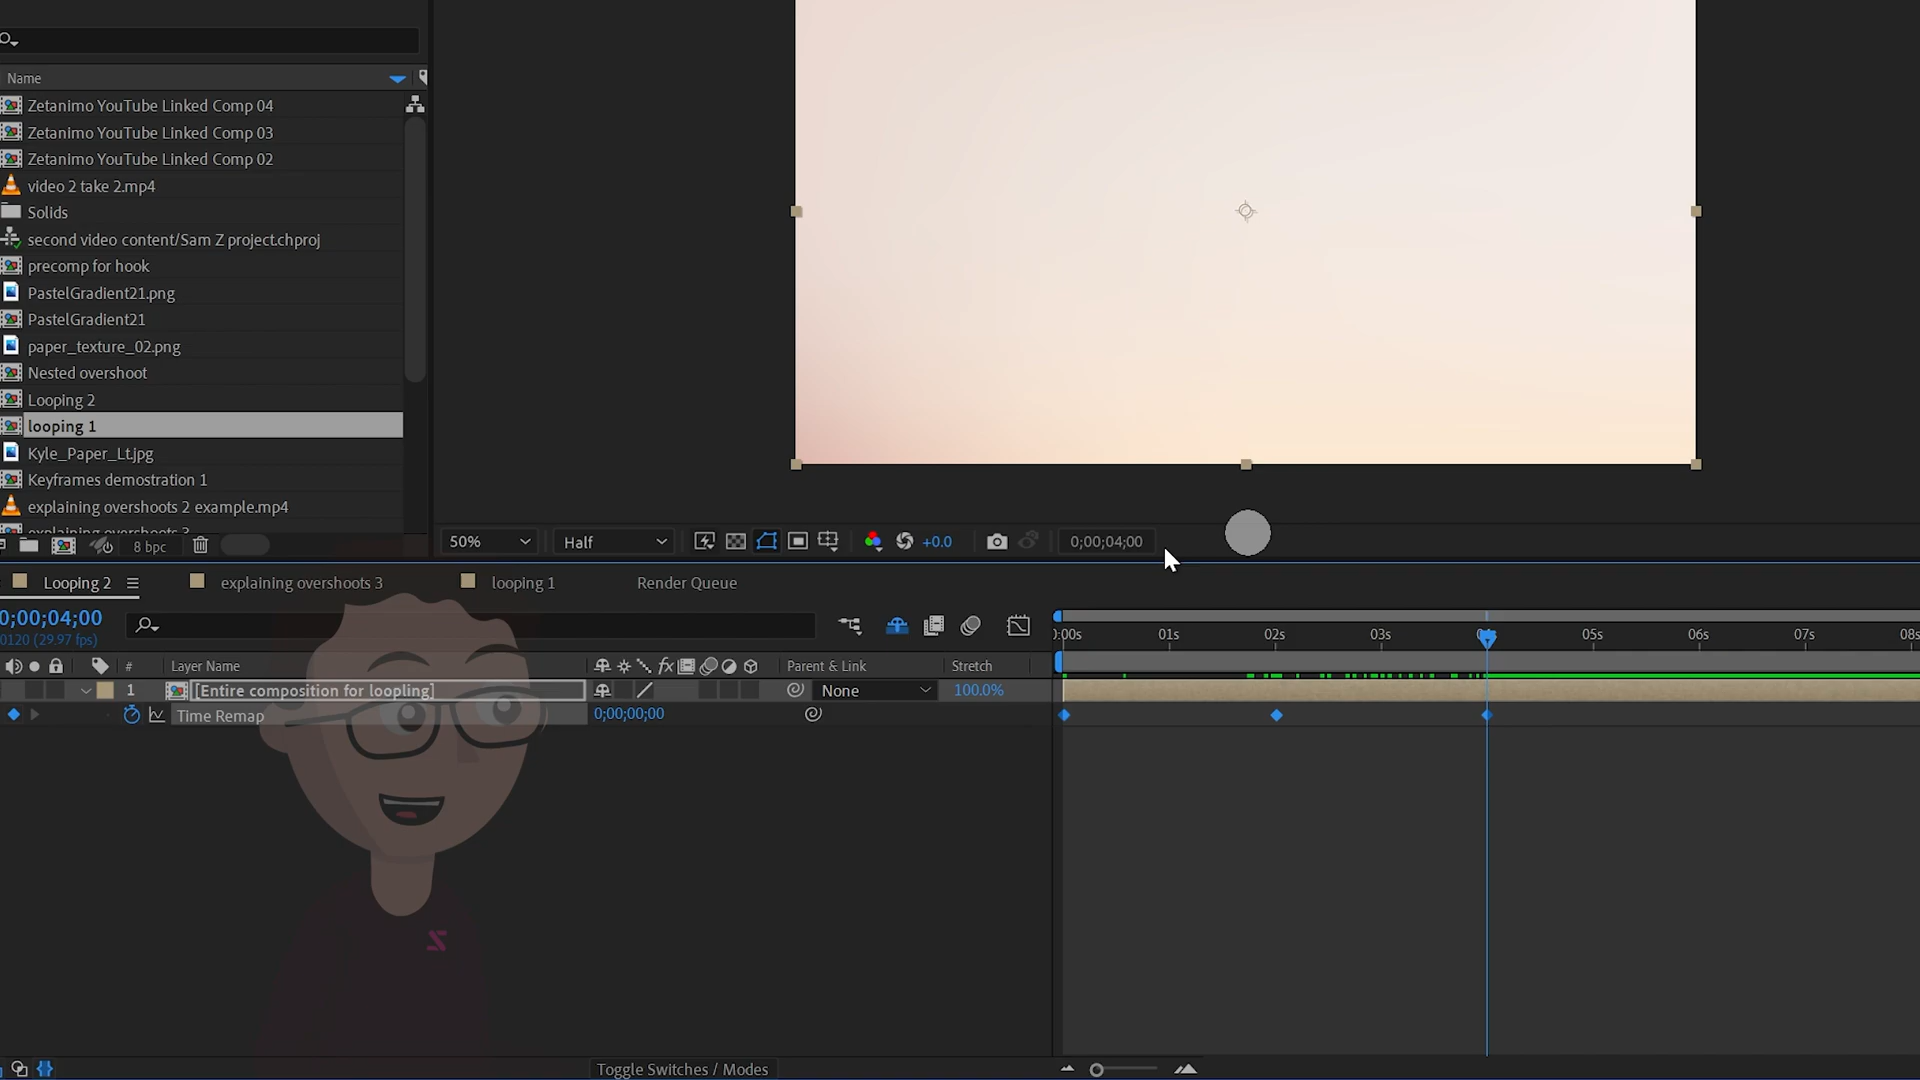 Name
Zetanimo YouTube Linked Comp 04
Zetanimo YouTube Linked Comp 03
Zetanimo YouTube Linked Comp 02
video 2 take 2.mp4
Solids
second video content/Sam Z project.chproj
precomp for hook
PastelGradient21.png
PastelGradient21
paper_texture_02.png
Nested overshoot
Looping 2
looping 1
Kyle_Paper_Lt.jpg
Keyframes demostration 1
explaining overshoots 2 example.mp4
explaining overshoots 3
8 bpc
50%
Half
+0.0
0;00;04;00
Looping 2
explaining overshoots 3
looping 1
Render Queue
0;00;04;00
0120 (29.97 fps)
):00s 01s 02s 03s 05s 06s 07s 08s
# Layer Name
fx
Parent & Link
Stretch
1 [Entire composition for loopling]
None
100.0%
Time Remap
0;00;00;00
Z
Toggle Switches / Modes